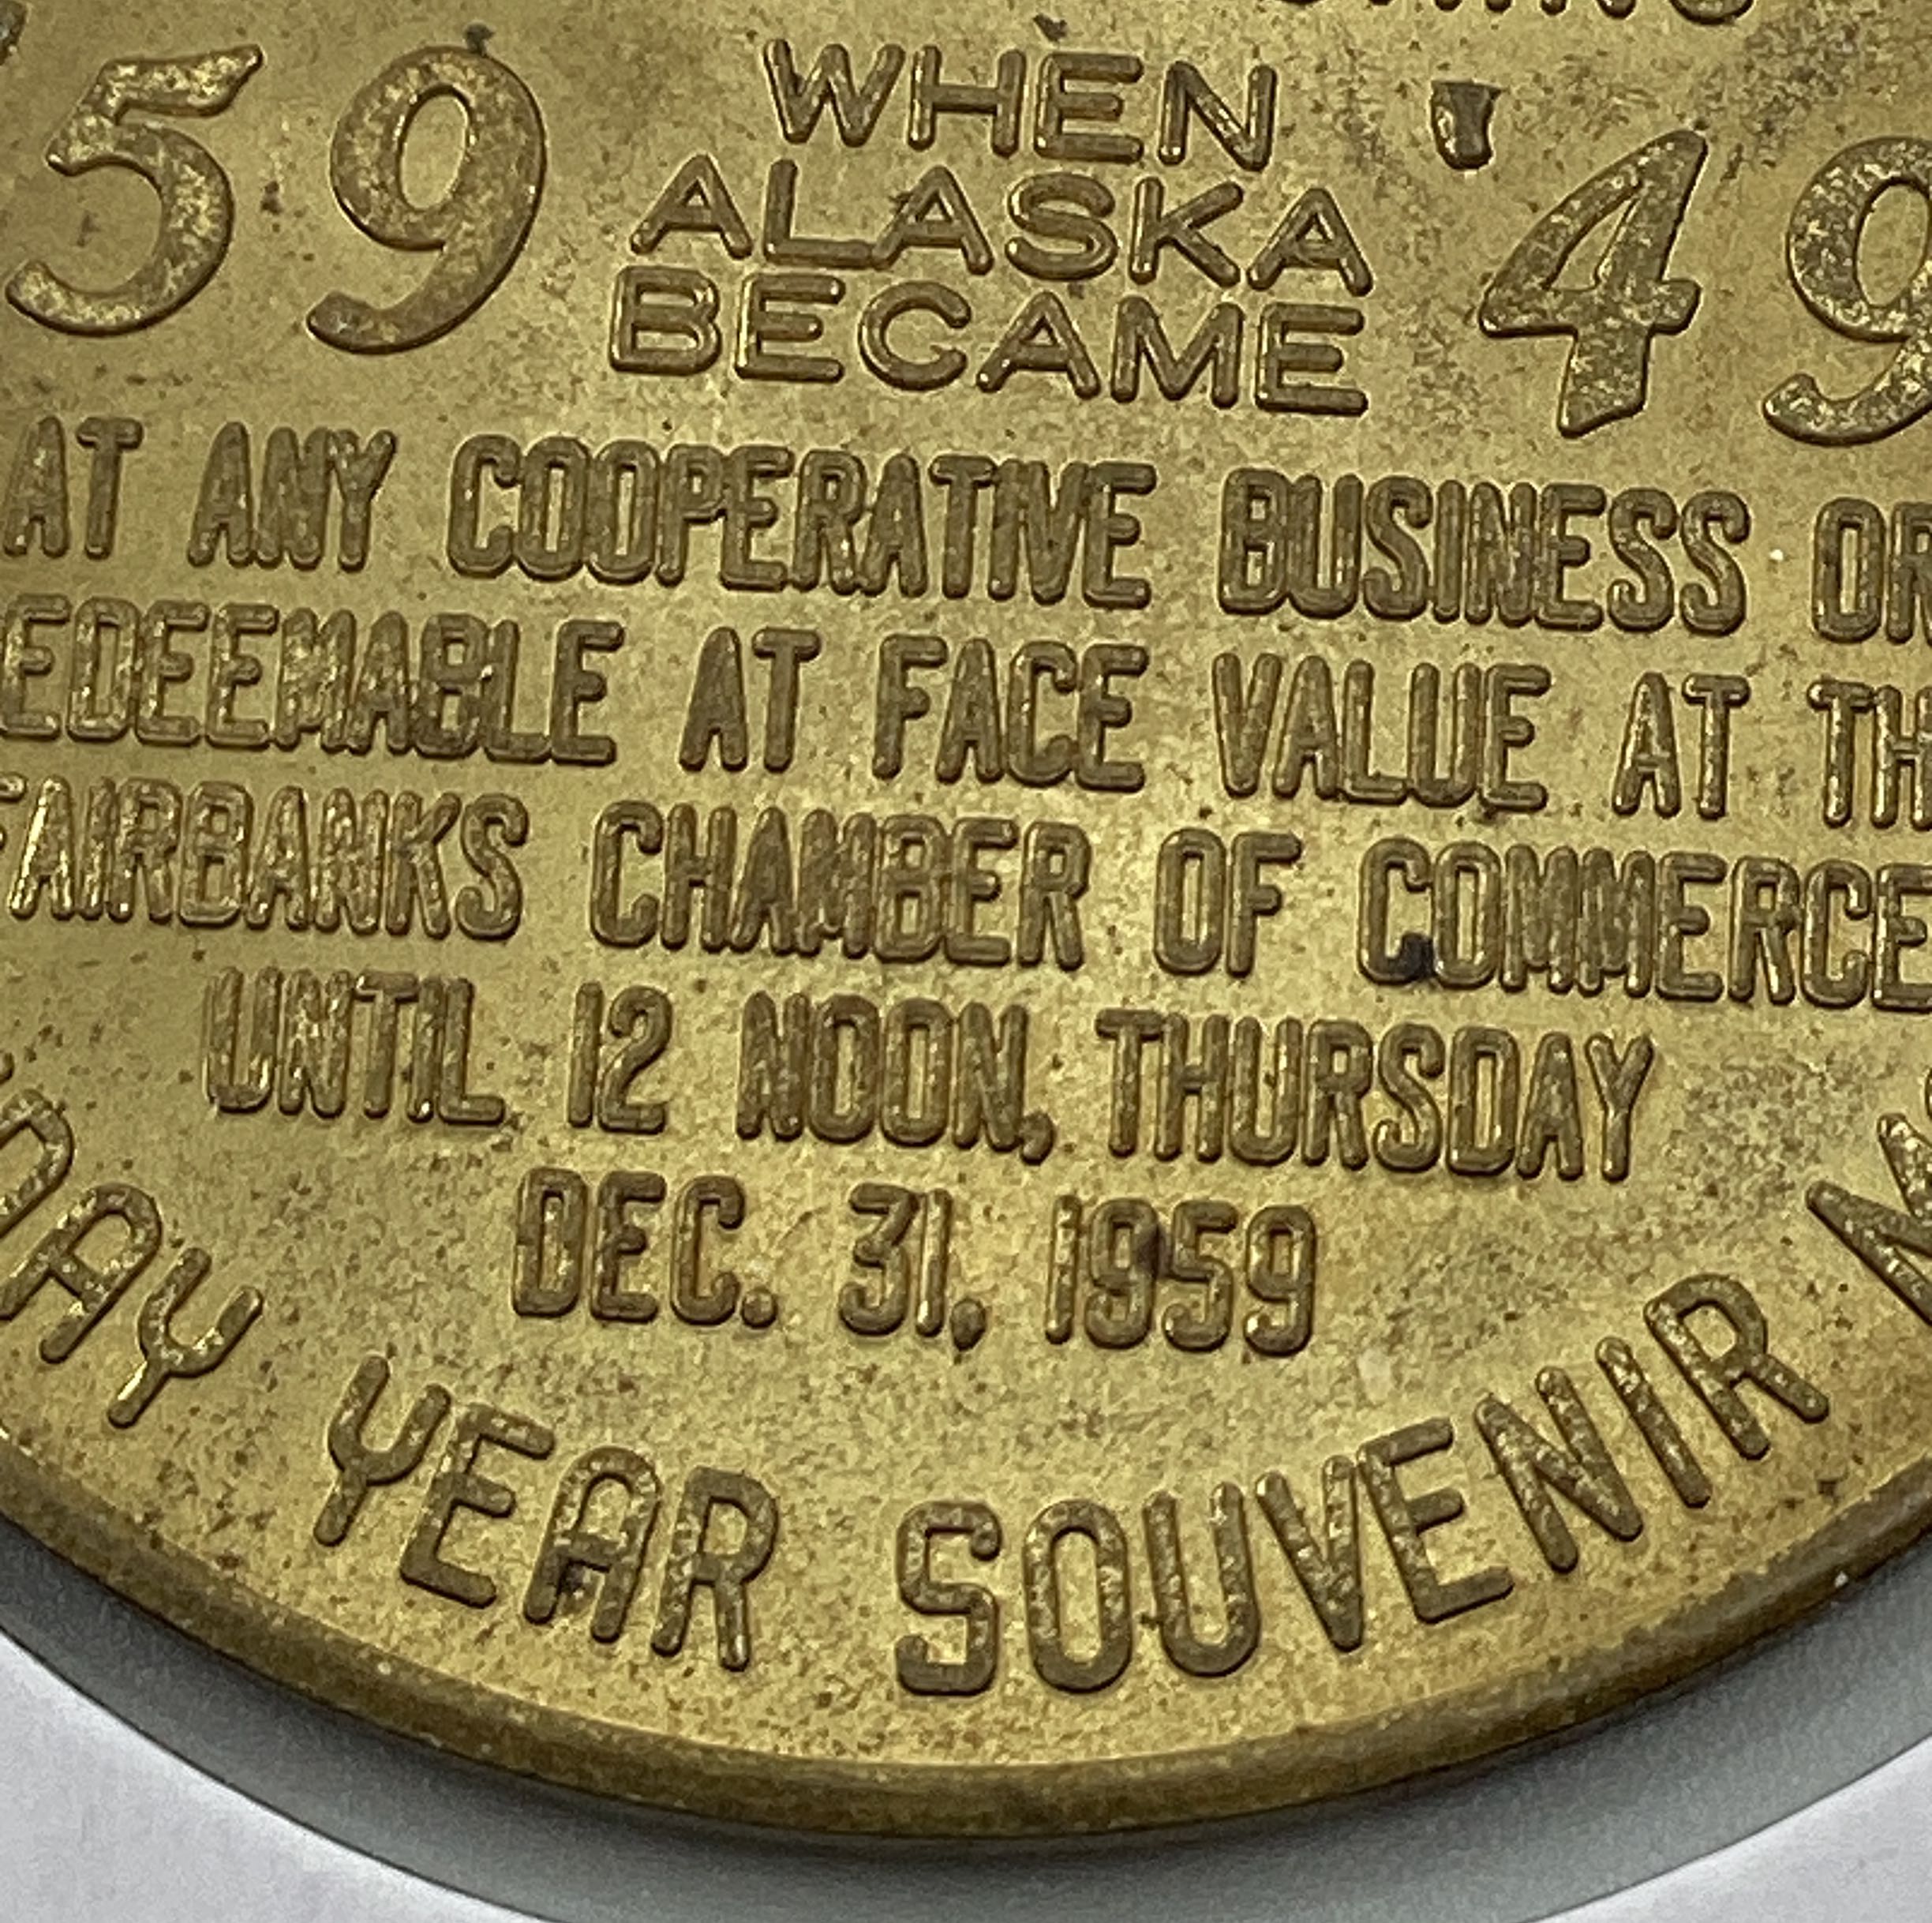 59 WHEN ALASKA BECAME '49
AT ANY COOPERATIVE BUSINESS OR
EDEEMABLE AT FACE VALUE AT TH
FAIRBANKS CHAMBER OF COMMERCE
UNTIL 12 NOON, THURSDAY
DEC. 31, 1959
DAY YEAR SOUVENIR